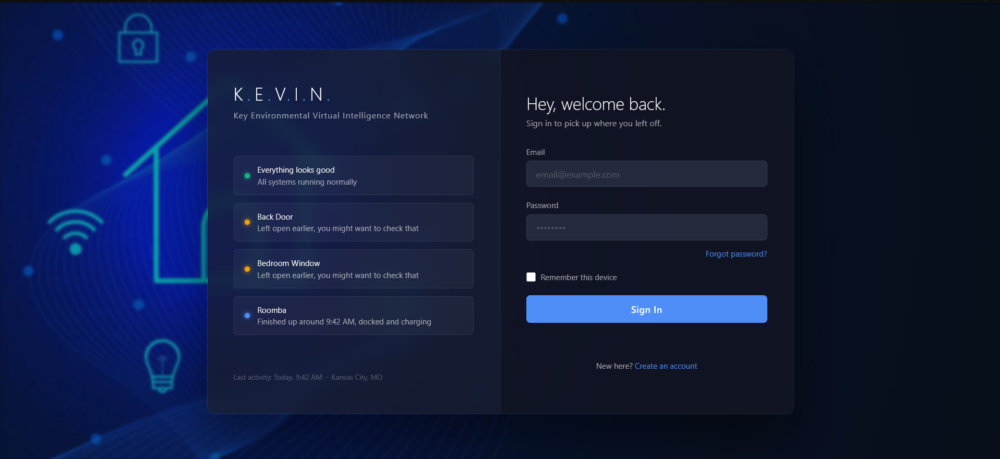 K.E.V.I.N.
Key Environmental Virtual Intelligence Network
Everything looks good
All systems running normally
Back Door
Left open earlier, you might want to check that
Bedroom Window
Left open earlier, you might want to check that
Roomba
Finished up around 9:42 AM, docked and charging
Last activity: Today, 9:42 AM · Kansas City, MO
Hey, welcome back.
Sign in to pick up where you left off.
Email
email@example.com
Password
••••••••
Forgot password?
Remember this device
Sign In
New here? Create an account